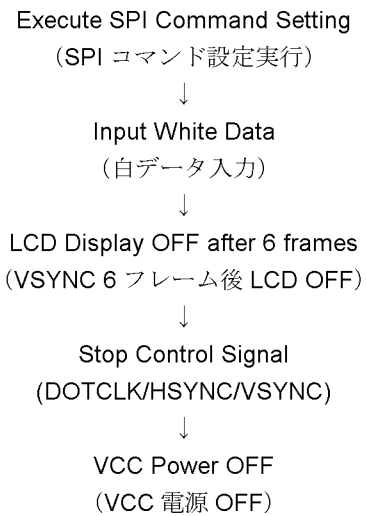 Execute SPI Command Setting
（SPI コマンド設定実行）
↓
Input White Data
（白データ入力）
↓
LCD Display OFF after 6 frames
（VSYNC 6 フレーム後 LCD OFF）
↓
Stop Control Signal
(DOTCLK/HSYNC/VSYNC)
↓
VCC Power OFF
（VCC 電源 OFF）